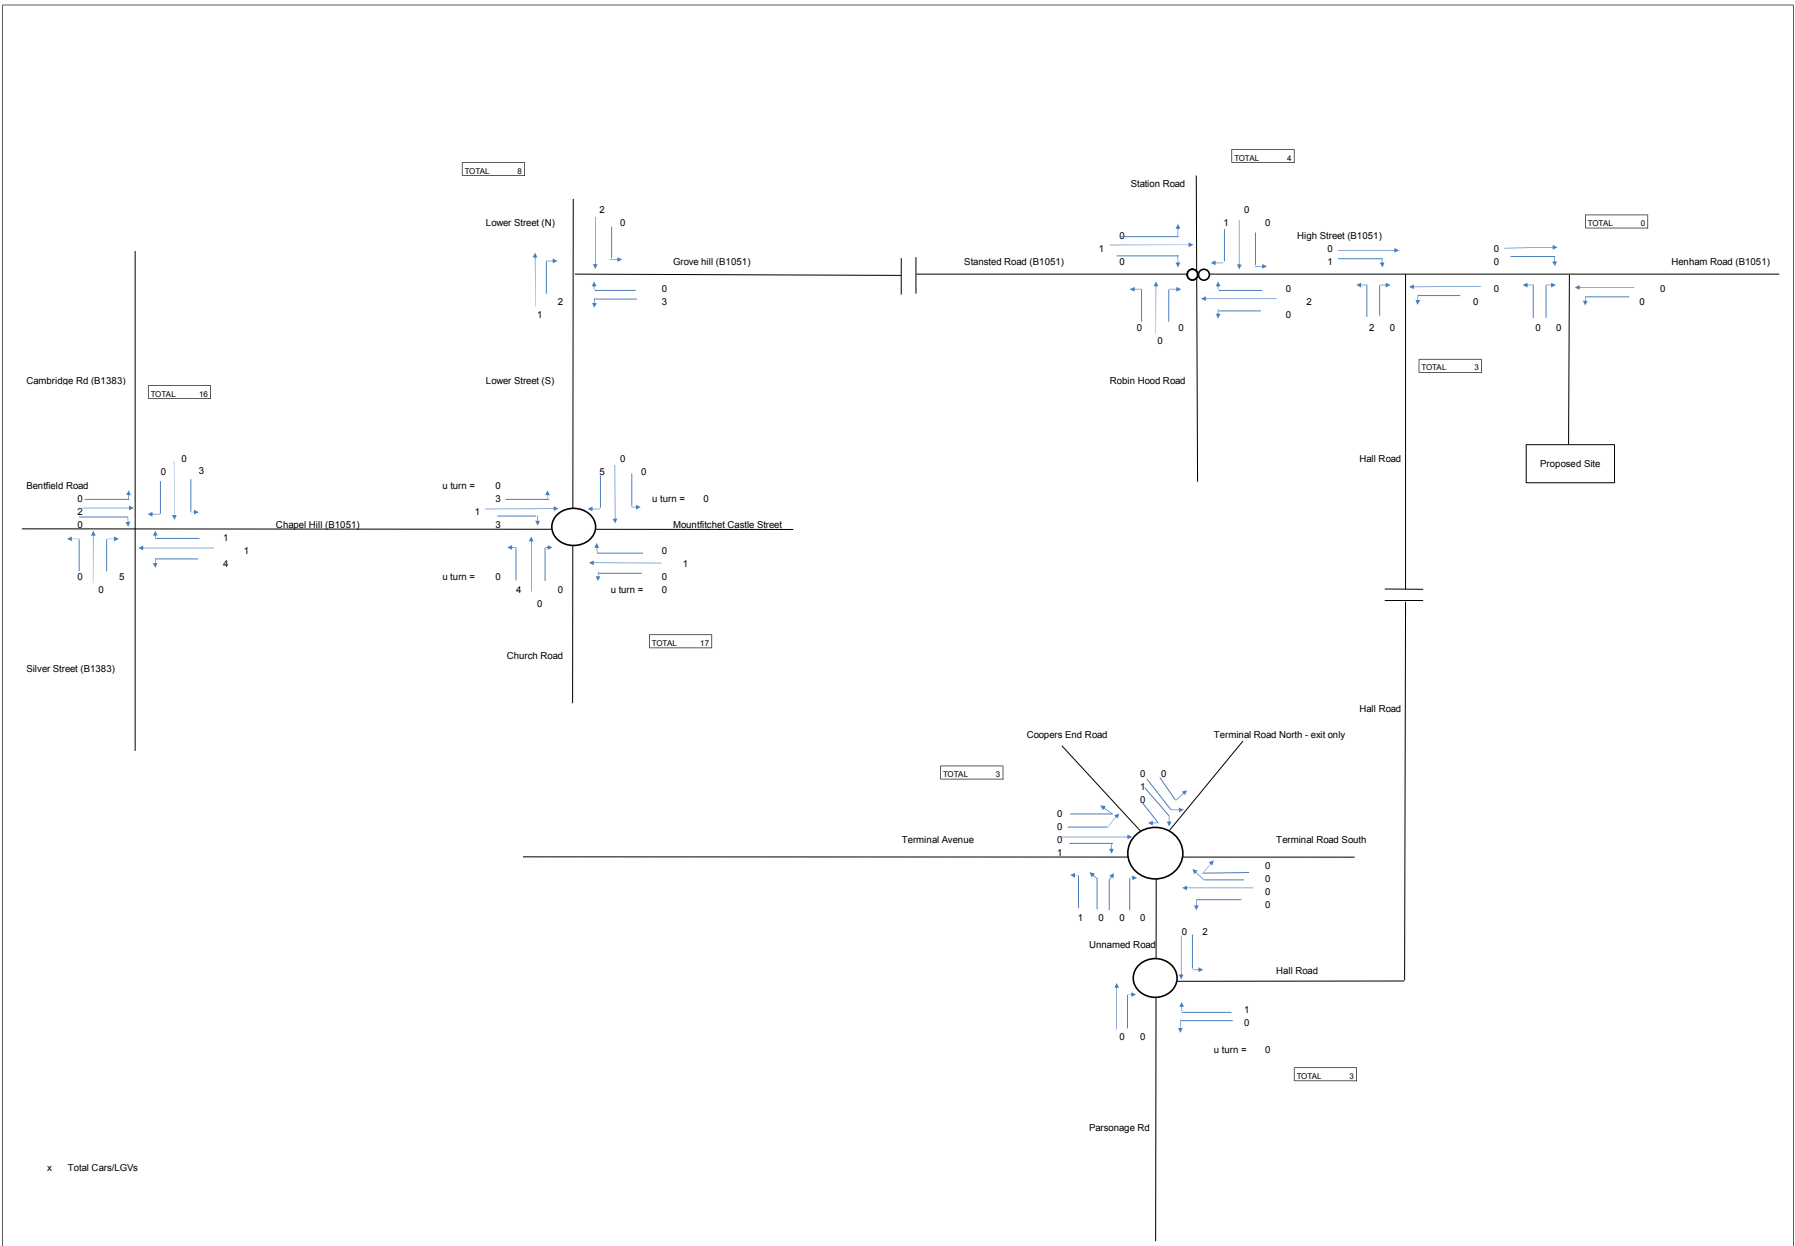 TOTAL 4
TOTAL 8
Station Road
2
0
1
0
0
Lower Street (N)
0
TOTAL 0
High Street (B1051)
0
1
0
0
1
0
0
Grove hill (B1051)
Stansted Road (B1051)
Henham Road (B1051)
0
3
2
1
0
2
0
0
0
0
0
0
0
0
0
2 0
0 0
TOTAL 3
Cambridge Rd (B1383)
Lower Street (S)
Robin Hood Road
TOTAL 16
Hall Road
Proposed Site
0
0
3
Bentfield Road
0
2
0
Chapel Hill (B1051)
1
1
4
0
0
5
u turn = 0
3
1
3
5
0
0
u turn = 0
Mountfitchet Castle Street
0
1
0
u turn = 0
u turn = 0
4
0
0
TOTAL 17
Church Road
Silver Street (B1383)
Hall Road
Coopers End Road
Terminal Road North - exit only
TOTAL 3
0 0
1
0
0
0
0
1
Terminal Avenue
Terminal Road South
0
0
0
0
1 0 0 0
Unnamed Road
0 2
Hall Road
1
0
0 0
u turn = 0
TOTAL 3
Parsonage Rd
x Total Cars/LGVs